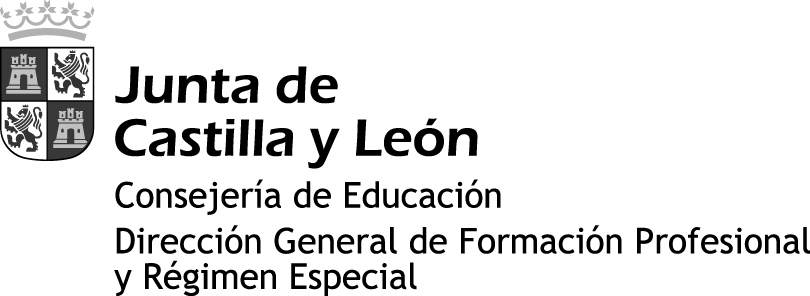 Junta de
Castilla y León
Consejería de Educación
Dirección General de Formación Profesional
y Régimen Especial